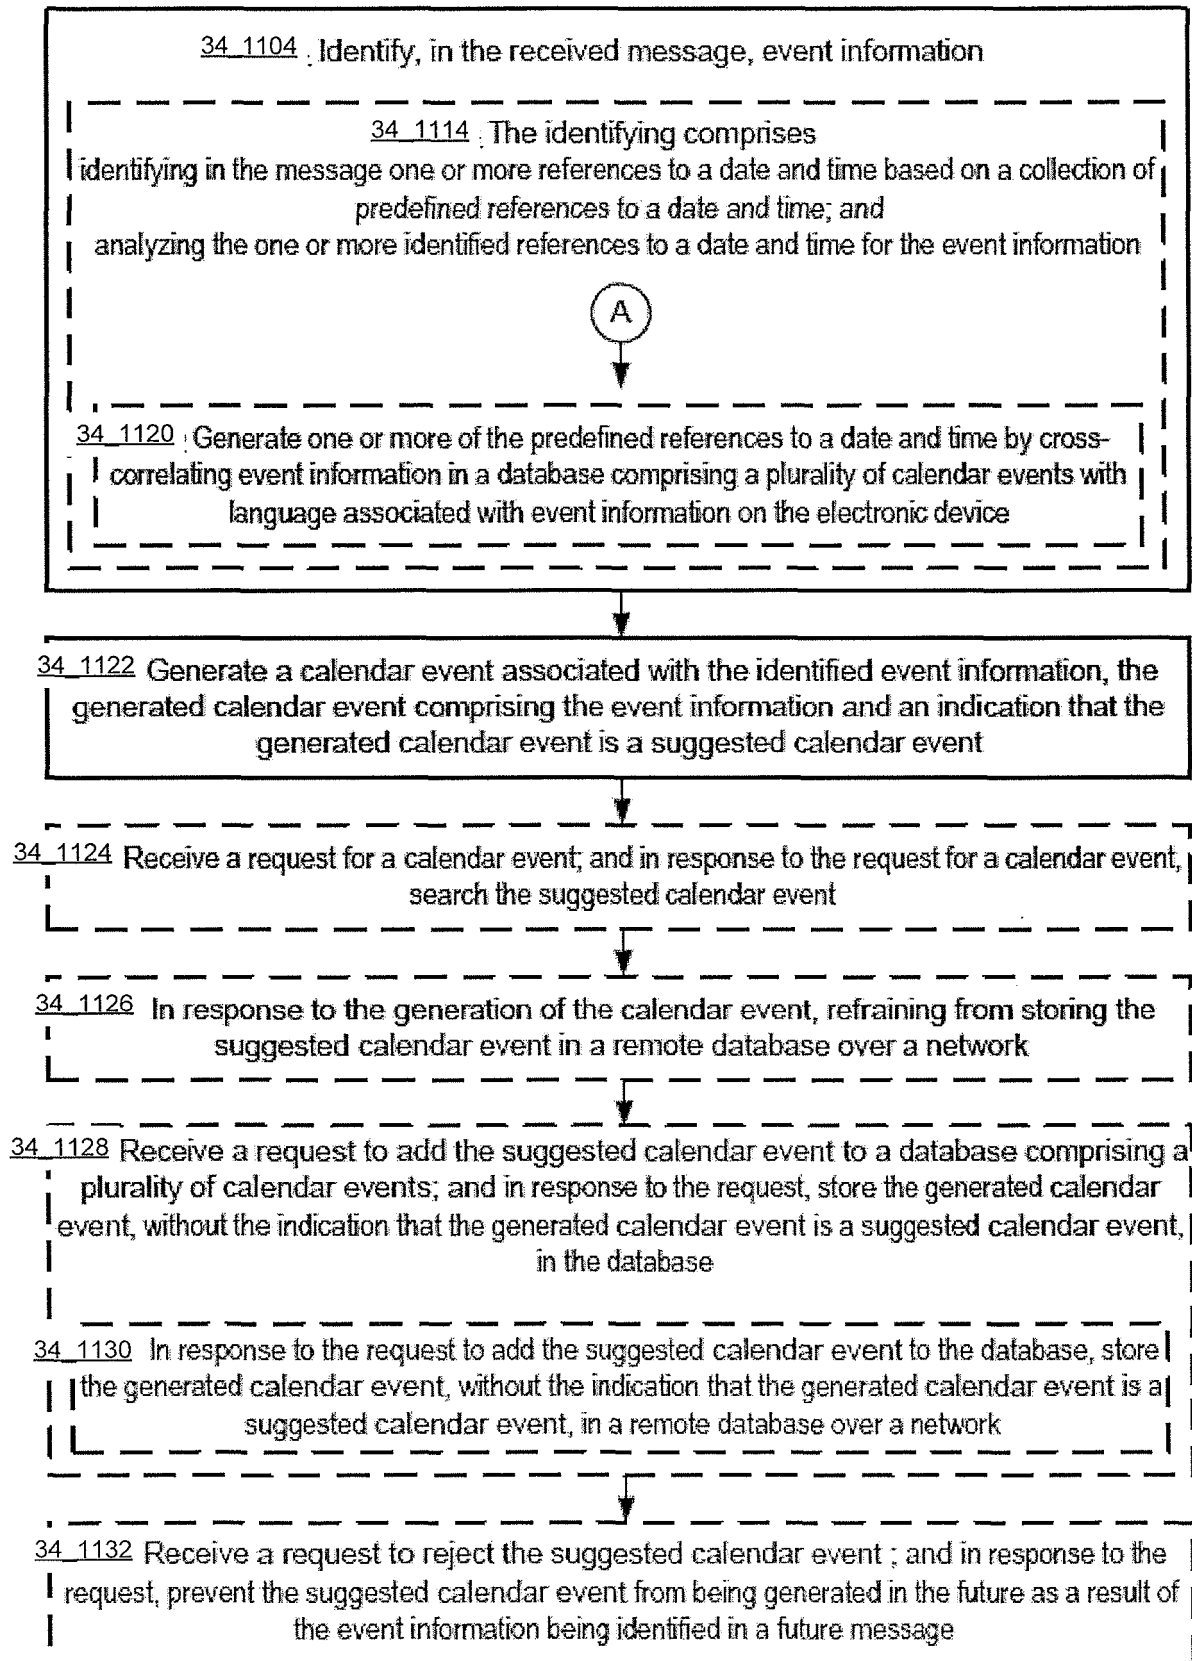 34_1104 : Identify, in the received message, event information
34_1114 : The identifying comprises
identifying in the message one or more references to a date and time based on a collection of
predefined references to a date and time; and
analyzing the one or more identified references to a date and time for the event information
A
34_1120 : Generate one or more of the predefined references to a date and time by cross-
correlating event information in a database comprising a plurality of calendar events with
language associated with event information on the electronic device
34_1122 Generate a calendar event associated with the identified event information, the
generated calendar event comprising the event information and an indication that the
generated calendar event is a suggested calendar event
34_1124 Receive a request for a calendar event; and in response to the request for a calendar event,
search the suggested calendar event
34_1126 In response to the generation of the calendar event, refraining from storing the
suggested calendar event in a remote database over a network
34_1128 Receive a request to add the suggested calendar event to a database comprising a
plurality of calendar events; and in response to the request, store the generated calendar
event, without the indication that the generated calendar event is a suggested calendar event,
in the database
34_1130 In response to the request to add the suggested calendar event to the database, store
the generated calendar event, without the indication that the generated calendar event is a
suggested calendar event, in a remote database over a network
34_1132 Receive a request to reject the suggested calendar event ; and in response to the
request, prevent the suggested calendar event from being generated in the future as a result of
the event information being identified in a future message